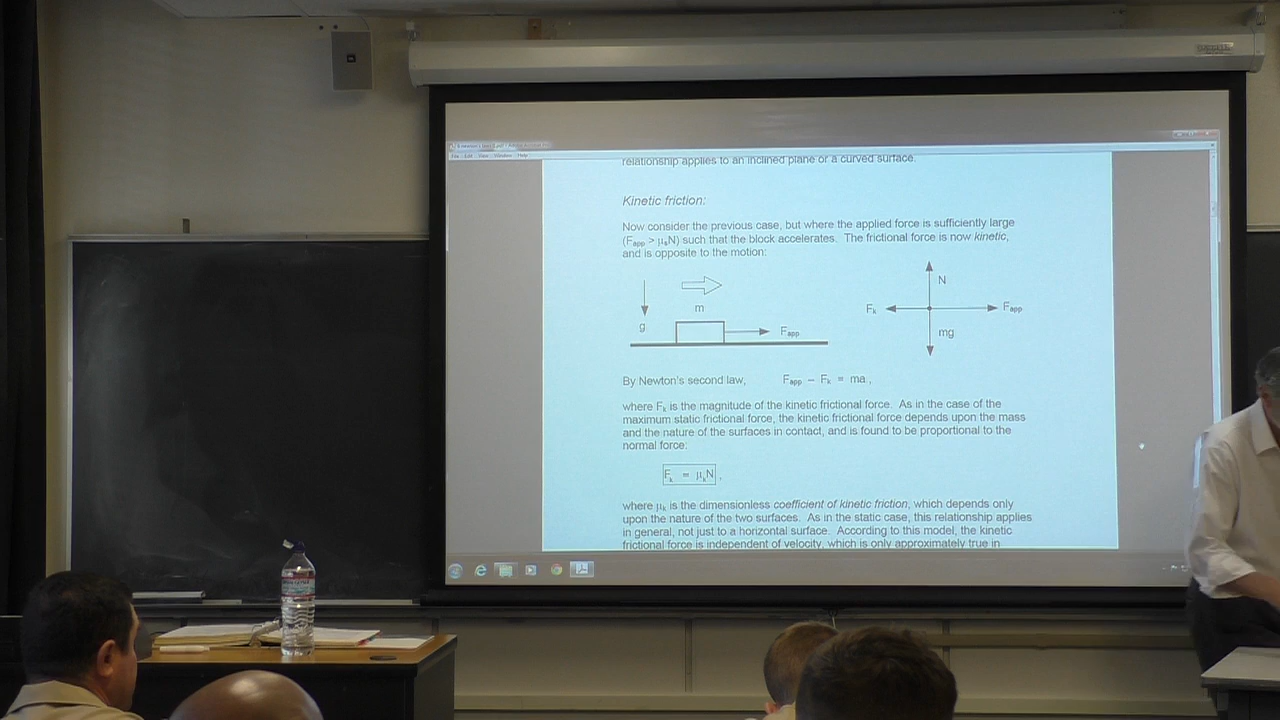 File Edit View Window Help
relationship applies to an inclined plane or a curved surface.
Kinetic friction:
Now consider the previous case, but where the applied force is sufficiently large
(Fapp > μsN) such that the block accelerates. The frictional force is now kinetic,
and is opposite to the motion:
g
m
Fapp
N
Fk
Fapp
mg
By Newton's second law, Fapp – Fk = ma ,
where Fk is the magnitude of the kinetic frictional force. As in the case of the
maximum static frictional force, the kinetic frictional force depends upon the mass
and the nature of the surfaces in contact, and is found to be proportional to the
normal force:
Fk = μkN ,
where μk is the dimensionless coefficient of kinetic friction, which depends only
upon the nature of the two surfaces. As in the static case, this relationship applies
in general, not just to a horizontal surface. According to this model, the kinetic
frictional force is independent of velocity, which is only approximately true in